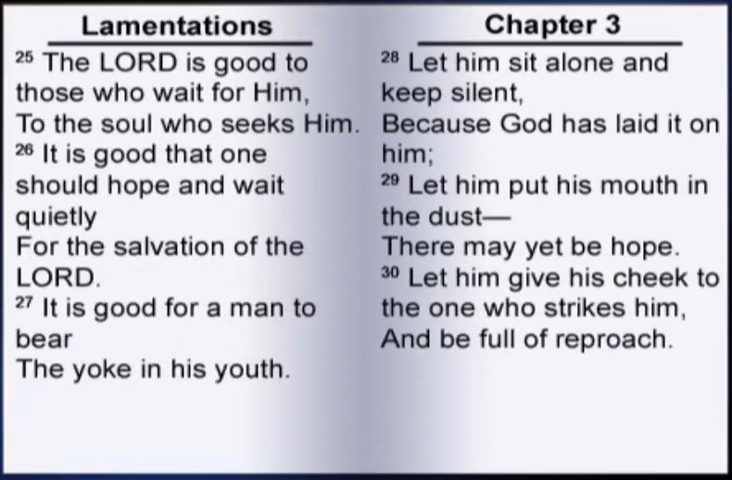 Lamentations
25 The LORD is good to
those who wait for Him,
To the soul who seeks Him.
26 It is good that one
should hope and wait
quietly
For the salvation of the
LORD.
27 It is good for a man to
bear
The yoke in his youth.
Chapter 3
28 Let him sit alone and
keep silent,
Because God has laid it on
him;
29 Let him put his mouth in
the dust—
There may yet be hope.
30 Let him give his cheek to
the one who strikes him,
And be full of reproach.